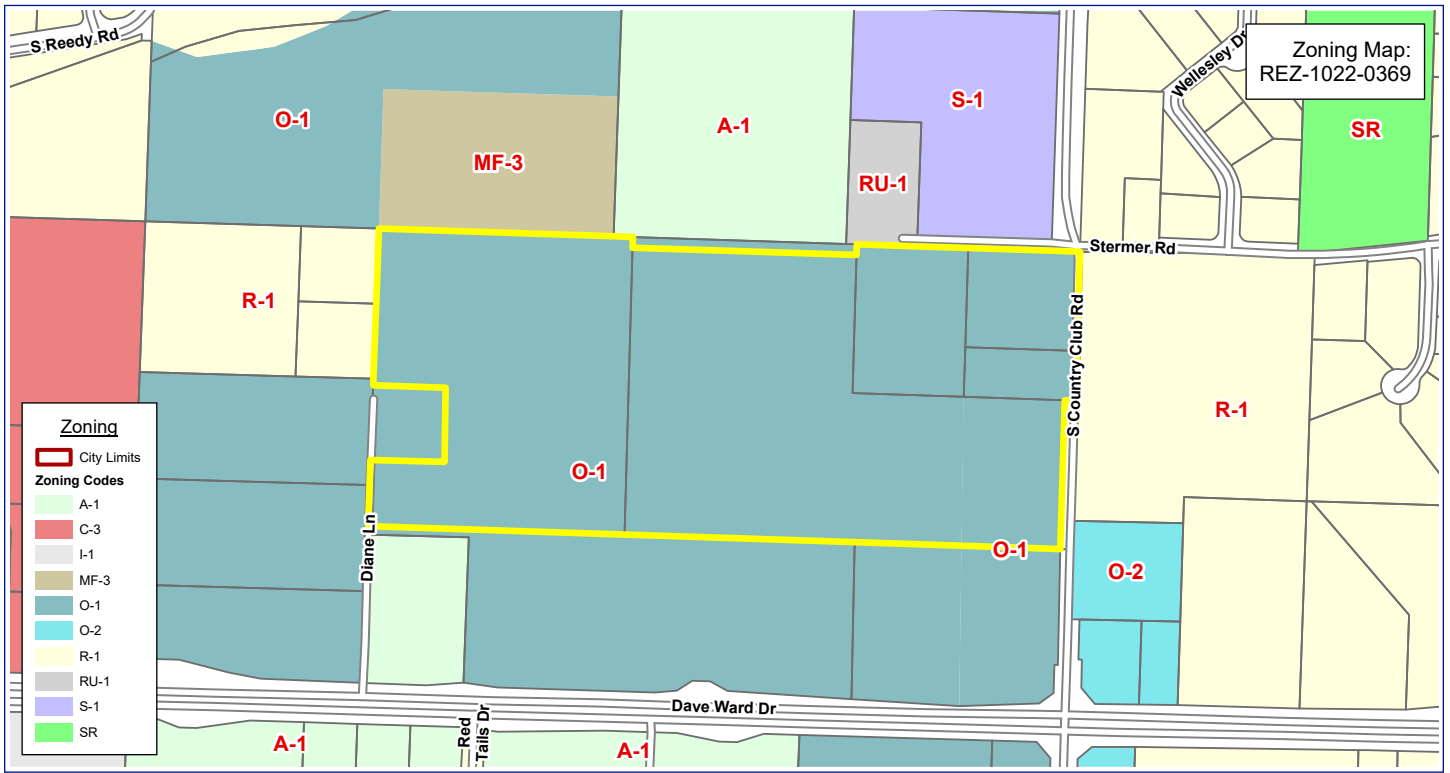 S Reedy Rd
Wellesley Dr
Zoning Map:
REZ-1022-0369
O-1
MF-3
A-1
S-1
RU-1
SR
Stermer Rd
R-1
S Country Club Rd
R-1
O-1
O-1
O-2
Diane Ln
Zoning
City Limits
Zoning Codes
A-1
C-3
I-1
MF-3
O-1
O-2
R-1
RU-1
S-1
SR
Dave Ward Dr
Red
Tails Dr
A-1
A-1